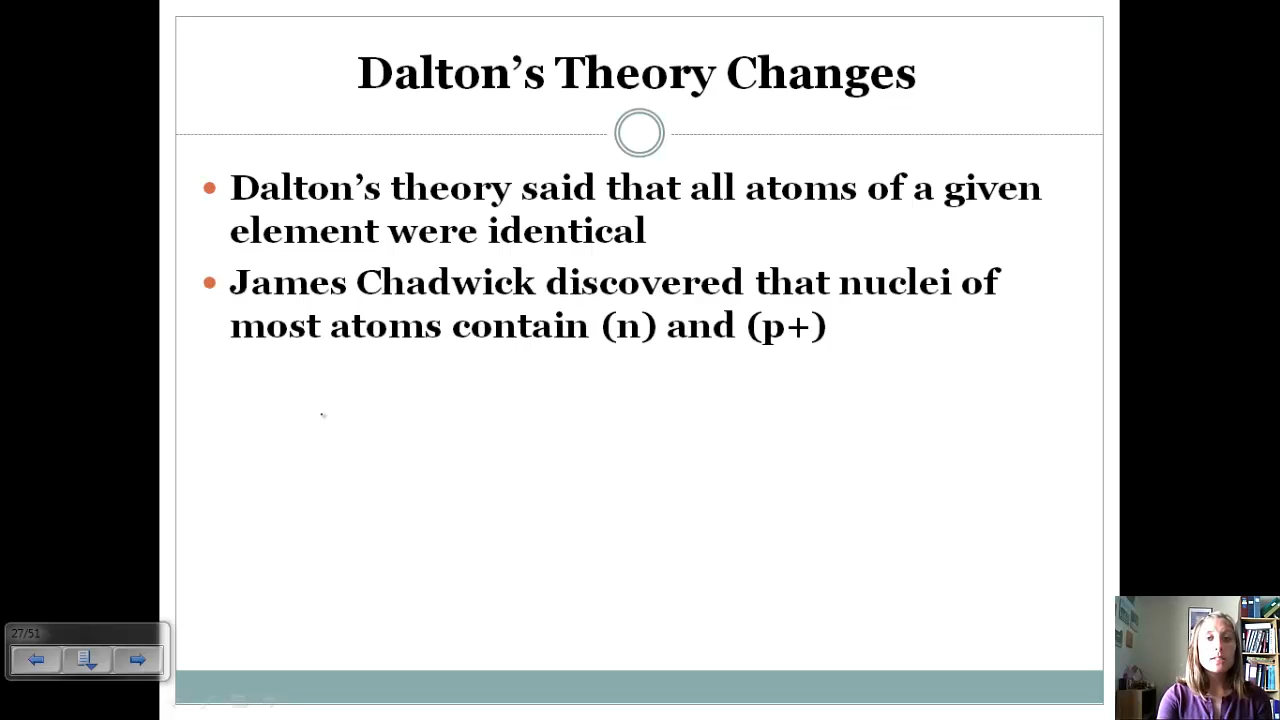 Dalton’s Theory Changes
• Dalton’s theory said that all atoms of a given
element were identical
• James Chadwick discovered that nuclei of
most atoms contain (n) and (p+)
27/51